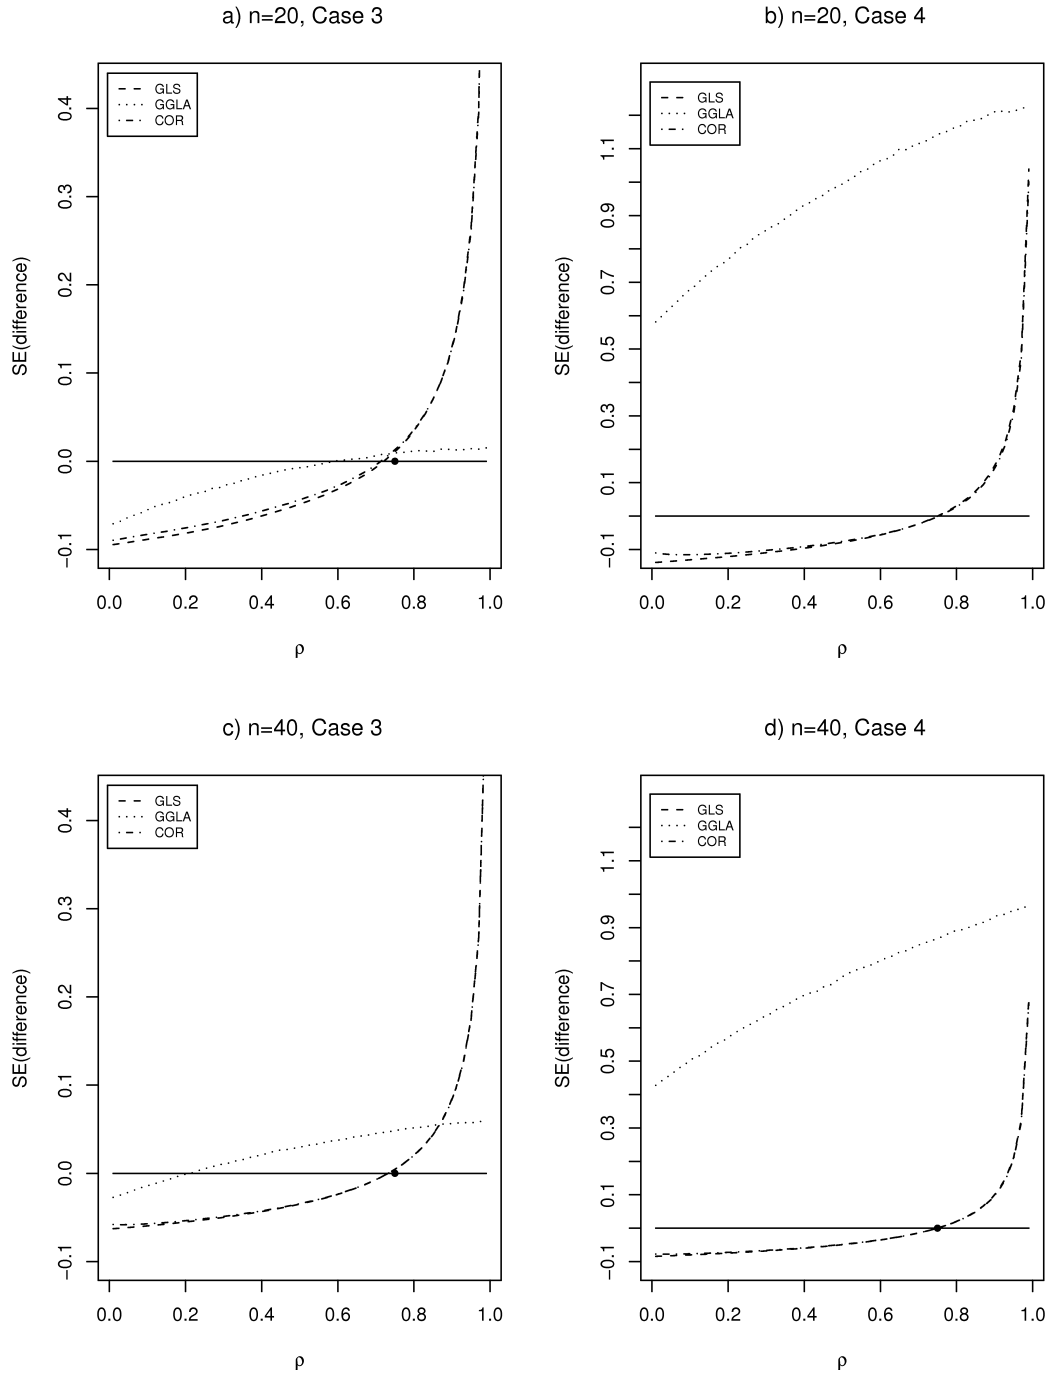 a) n=20, Case 3
GLS
GGLA
COR
SE(difference)
0.4
0.3
0.2
0.1
0.0
−0.1
0.0 0.2 0.4 0.6 0.8 1.0
ρ
b) n=20, Case 4
GLS
GGLA
COR
SE(difference)
1.1
0.9
0.7
0.5
0.3
0.1
−0.1
0.0 0.2 0.4 0.6 0.8 1.0
ρ
c) n=40, Case 3
GLS
GGLA
COR
SE(difference)
0.4
0.3
0.2
0.1
0.0
−0.1
0.0 0.2 0.4 0.6 0.8 1.0
ρ
d) n=40, Case 4
GLS
GGLA
COR
SE(difference)
1.1
0.9
0.7
0.5
0.3
0.1
−0.1
0.0 0.2 0.4 0.6 0.8 1.0
ρ